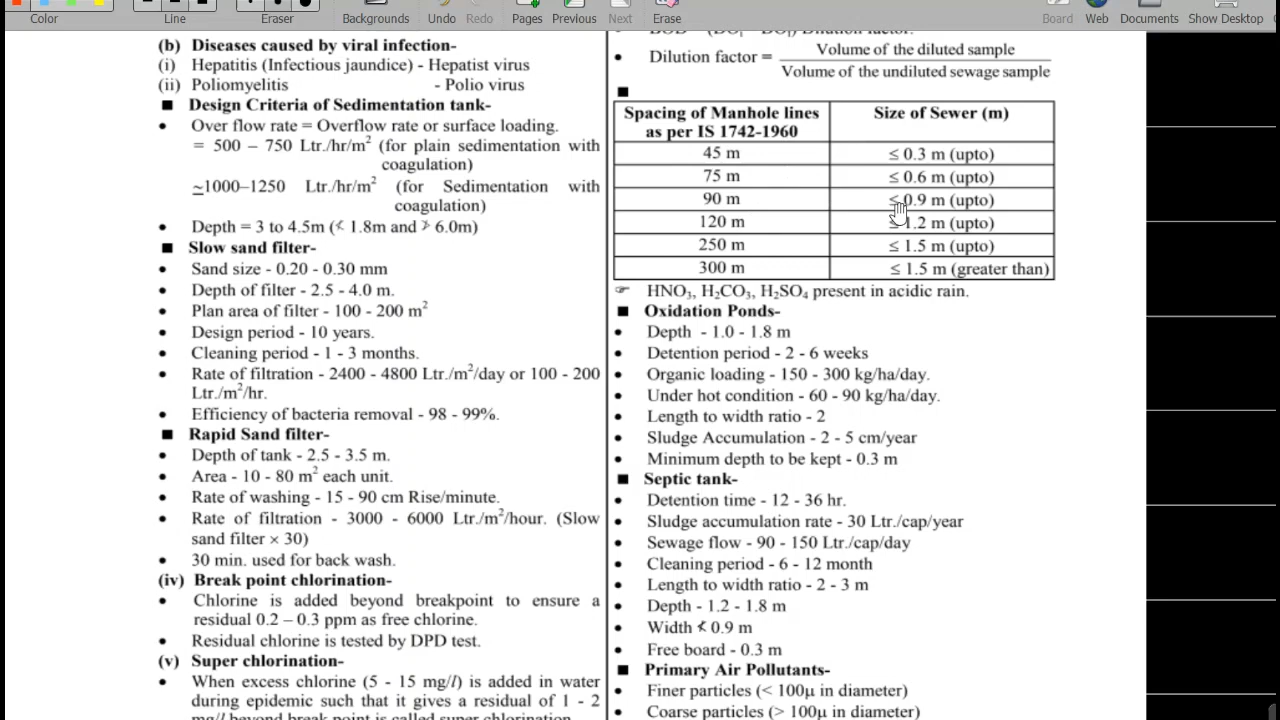 Color
Line
Eraser
Backgrounds
Undo
Redo
Pages
Previous
Next
Erase
Board
Web
Documents
Show Desktop
(b) Diseases caused by viral infection-
(i) Hepatitis (Infectious jaundice) - Hepatist virus
(ii) Poliomyelitis - Polio virus
■ Design Criteria of Sedimentation tank-
• Over flow rate = Overflow rate or surface loading.
= 500 – 750 Ltr./hr/m² (for plain sedimentation with
coagulation)
≃1000–1250 Ltr./hr/m² (for Sedimentation with
coagulation)
• Depth = 3 to 4.5m (≮ 1.8m and ≯ 6.0m)
■ Slow sand filter-
• Sand size - 0.20 - 0.30 mm
• Depth of filter - 2.5 - 4.0 m.
• Plan area of filter - 100 - 200 m²
• Design period - 10 years.
• Cleaning period - 1 - 3 months.
• Rate of filtration - 2400 - 4800 Ltr./m²/day or 100 - 200
Ltr./m²/hr.
• Efficiency of bacteria removal - 98 - 99%.
■ Rapid Sand filter-
• Depth of tank - 2.5 - 3.5 m.
• Area - 10 - 80 m² each unit.
• Rate of washing - 15 - 90 cm Rise/minute.
• Rate of filtration - 3000 - 6000 Ltr./m²/hour. (Slow
sand filter × 30)
• 30 min. used for back wash.
(iv) Break point chlorination-
• Chlorine is added beyond breakpoint to ensure a
residual 0.2 – 0.3 ppm as free chlorine.
• Residual chlorine is tested by DPD test.
(v) Super chlorination-
• When excess chlorine (5 - 15 mg/l) is added in water
during epidemic such that it gives a residual of 1 - 2
mg/l beyond break point is called super chlorination
• Dilution factor = Volume of the diluted sample
Volume of the undiluted sewage sample
■
Spacing of Manhole lines
as per IS 1742-1960
Size of Sewer (m)
45 m ≤ 0.3 m (upto)
75 m ≤ 0.6 m (upto)
90 m ≤ 0.9 m (upto)
120 m ≤ 1.2 m (upto)
250 m ≤ 1.5 m (upto)
300 m ≤ 1.5 m (greater than)
☞ HNO₃, H₂CO₃, H₂SO₄ present in acidic rain.
■ Oxidation Ponds-
• Depth - 1.0 - 1.8 m
• Detention period - 2 - 6 weeks
• Organic loading - 150 - 300 kg/ha/day.
• Under hot condition - 60 - 90 kg/ha/day.
• Length to width ratio - 2
• Sludge Accumulation - 2 - 5 cm/year
• Minimum depth to be kept - 0.3 m
■ Septic tank-
• Detention time - 12 - 36 hr.
• Sludge accumulation rate - 30 Ltr./cap/year
• Sewage flow - 90 - 150 Ltr./cap/day
• Cleaning period - 6 - 12 month
• Length to width ratio - 2 - 3 m
• Depth - 1.2 - 1.8 m
• Width ≮ 0.9 m
• Free board - 0.3 m
■ Primary Air Pollutants-
• Finer particles (< 100μ in diameter)
• Coarse particles (> 100μ in diameter)